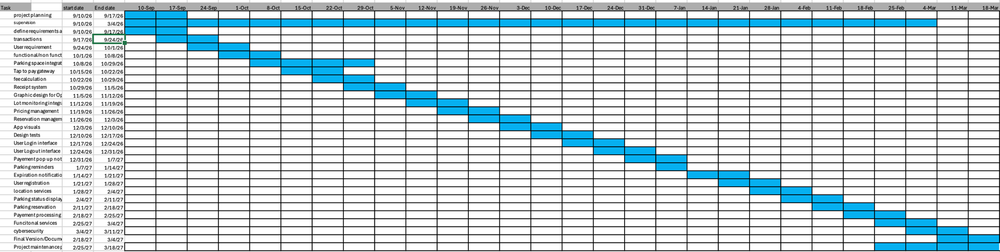 Task start date End date 10-Sep 17-Sep 24-Sep 1-Oct 8-Oct 15-Oct 22-Oct 29-Oct 5-Nov 12-Nov 19-Nov 26-Nov 3-Dec 10-Dec 17-Dec 24-Dec 31-Dec 7-Jan 14-Jan 21-Jan 28-Jan 4-Feb 11-Feb 18-Feb 25-Feb 4-Mar 11-Mar 18-Mar
project planning 9/10/26 9/17/26
supervision 9/10/26 3/4/26
define requirements a 9/10/26 9/17/26
transactions 9/17/26 9/24/26
User requirement 9/24/26 10/1/26
functional/non funct 10/1/26 10/8/26
Parking space integrat 10/8/26 10/29/26
Tap to pay gateway 10/15/26 10/22/26
fee calculation 10/22/26 10/29/26
Receipt system 10/29/26 11/5/26
Graphic design for Op 11/5/26 11/12/26
Lot monitoring integra 11/12/26 11/19/26
Pricing management 11/19/26 11/26/26
Reservation managem 11/26/26 12/3/26
App visuals 12/3/26 12/10/26
Design tests 12/10/26 12/17/26
User Login interface 12/17/26 12/24/26
User Logout interface 12/24/26 12/31/26
Payement pop up not 12/31/26 1/7/27
Parking reminders 1/7/27 1/14/27
Expiration notificatio 1/14/27 1/21/27
User registration 1/21/27 1/28/27
location services 1/28/27 2/4/27
Parking status display 2/4/27 2/11/27
Parking reservation 2/11/27 2/18/27
Payement processing 2/18/27 2/25/27
Funcitonal services 2/25/27 3/4/27
cybersecurity 3/4/27 3/11/27
Final Version/Docume 2/18/27 3/4/27
Project maintenance p 2/25/27 3/18/27